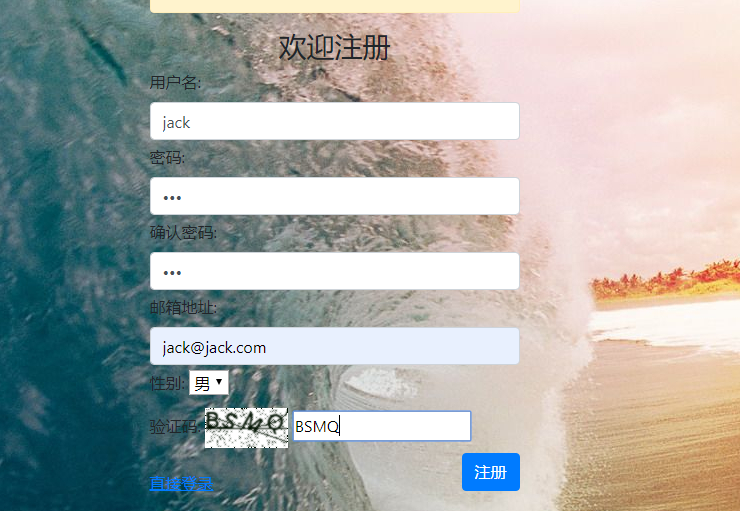 欢迎注册
用户名:
jack
密码:
•••
确认密码:
•••
邮箱地址:
jack@jack.com
性别: 男
验证码: BSMQ BSMQ
直接登录 注册